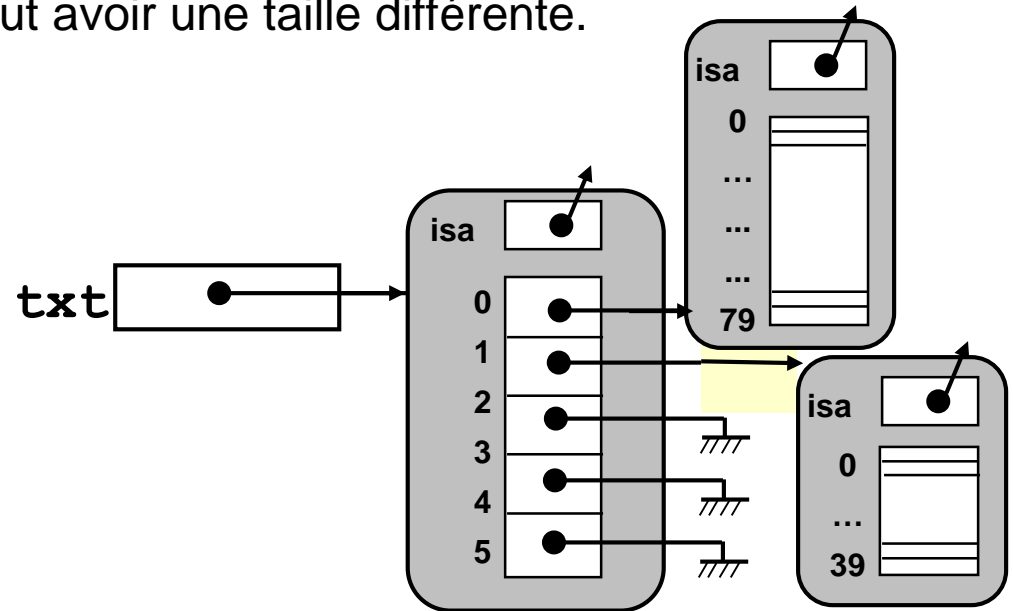 ut avoir une taille différente.
isa
0
…
...
...
79
isa
txt
0
1
2
3
4
5
isa
0
…
39